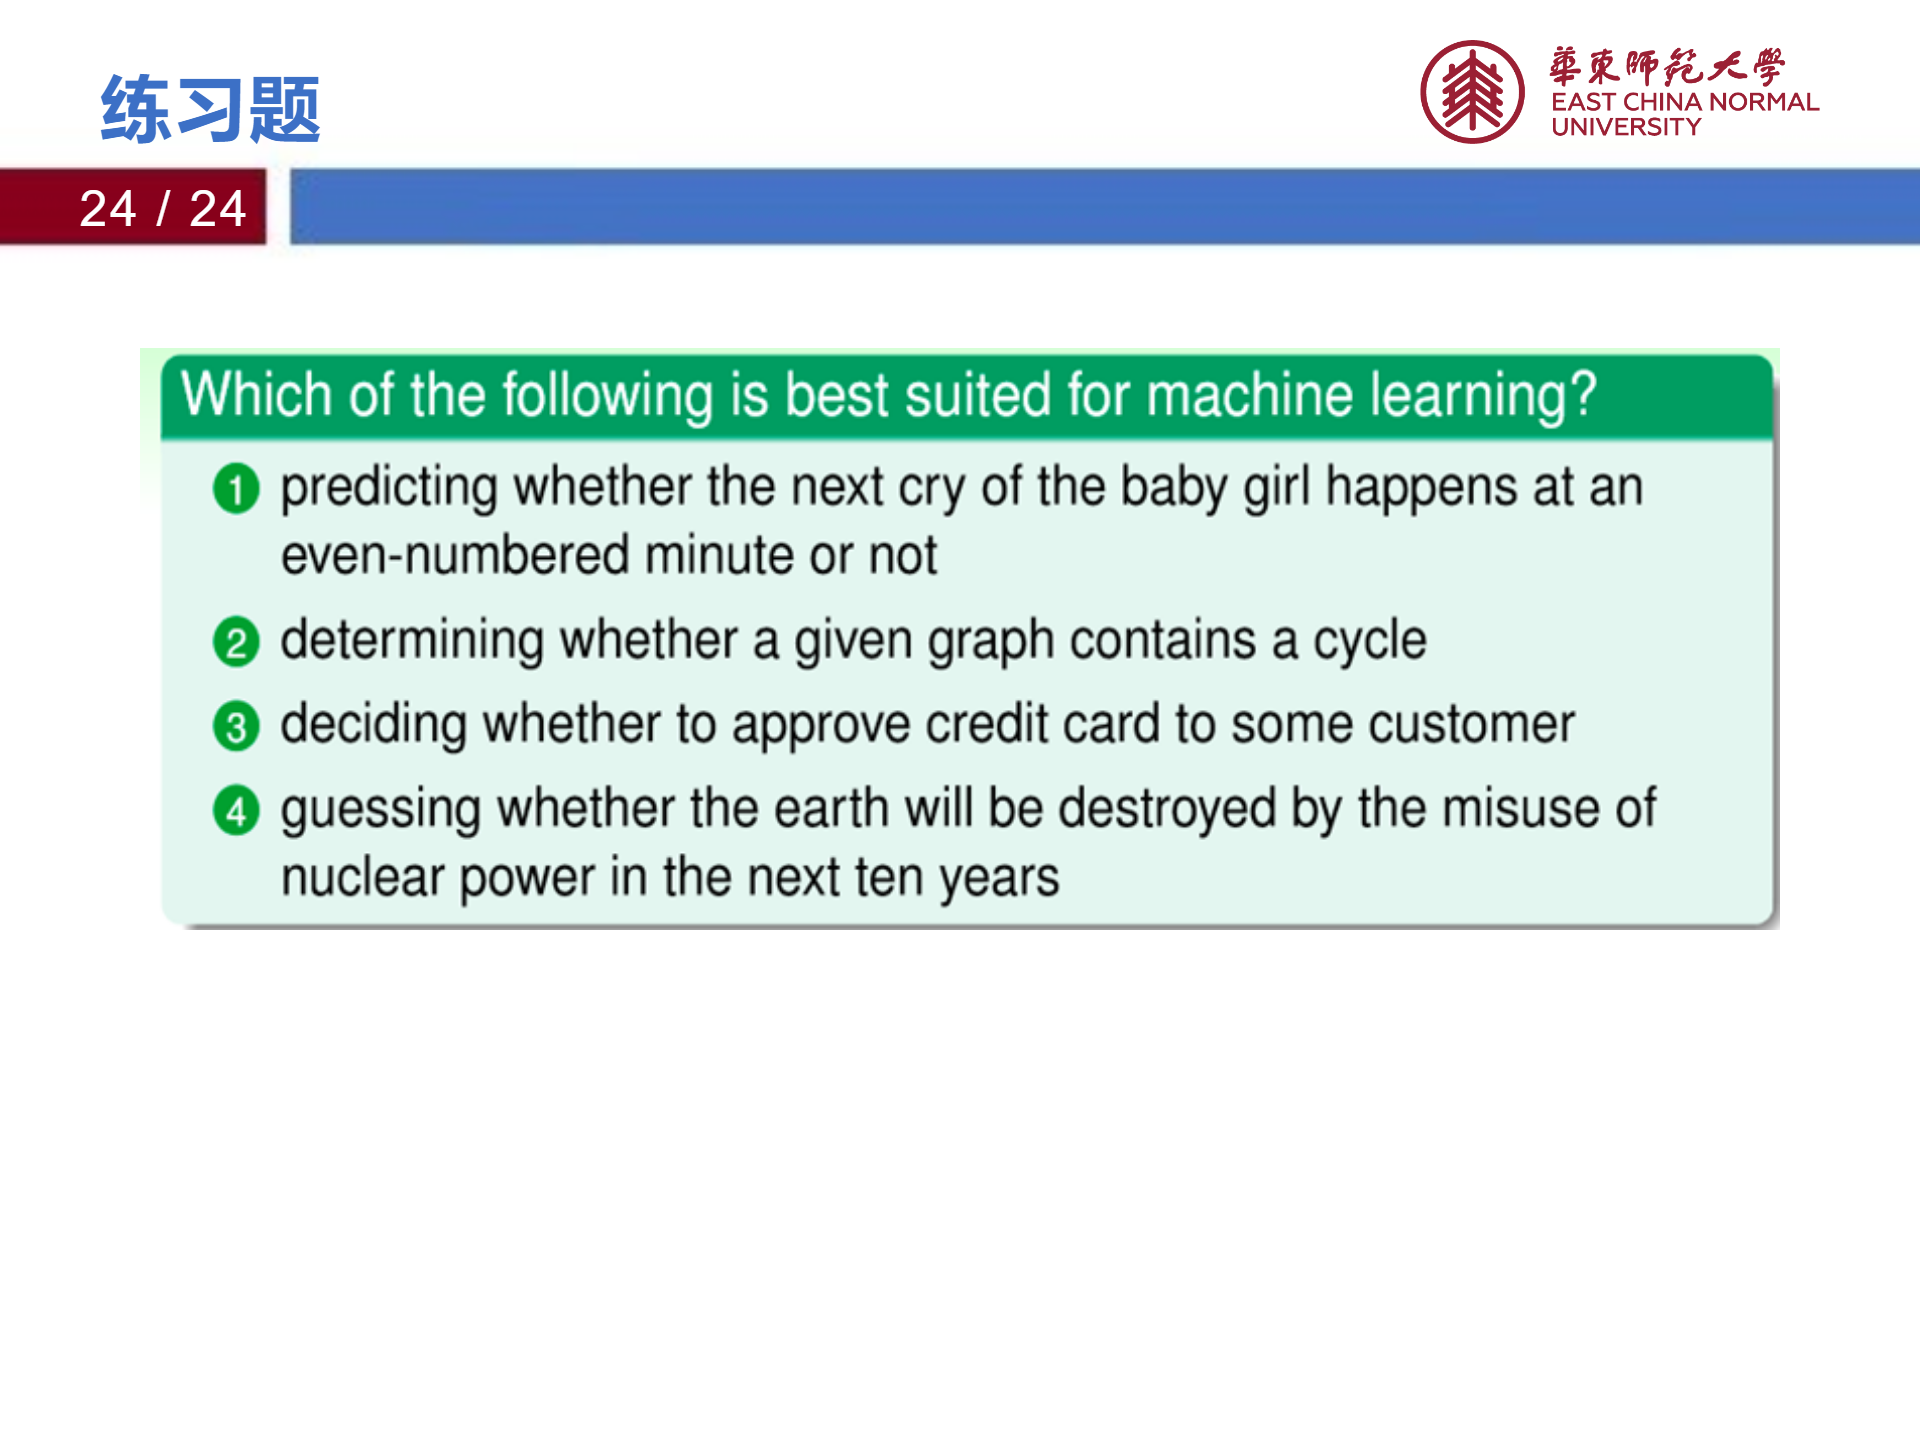 练习题
華東師範大學
EAST CHINA NORMAL
UNIVERSITY
24 / 24
Which of the following is best suited for machine learning?
1 predicting whether the next cry of the baby girl happens at an
even-numbered minute or not
2 determining whether a given graph contains a cycle
3 deciding whether to approve credit card to some customer
4 guessing whether the earth will be destroyed by the misuse of
nuclear power in the next ten years